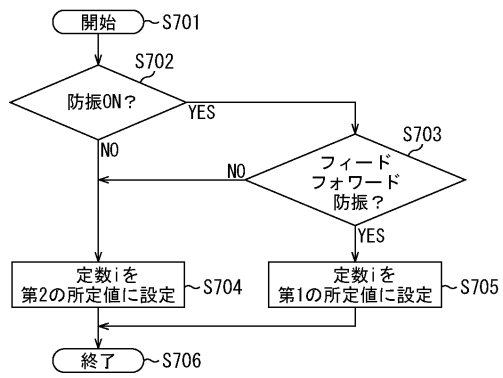 開始
S701
S702
防振ON?
YES
NO
S703
フィード
フォワード
防振?
NO
YES
定数iを
第2の所定値に設定
S704
定数iを
第1の所定値に設定
S705
終了
S706